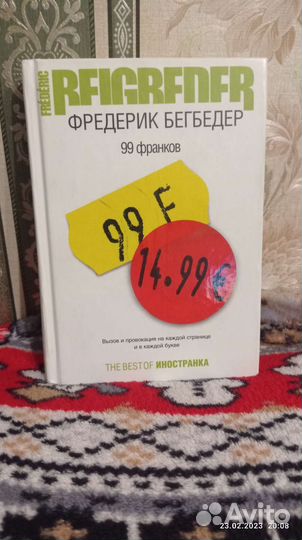 FRÉDÉRIC
BEIGBEDER
ФРЕДЕРИК БЕГБЕДЕР
99 франков
99 F
14.99 €
Вызов и провокация на каждой странице
и в каждой букве
THE BEST OF ИНОСТРАНКА
23.02.2023 20:08
Avito